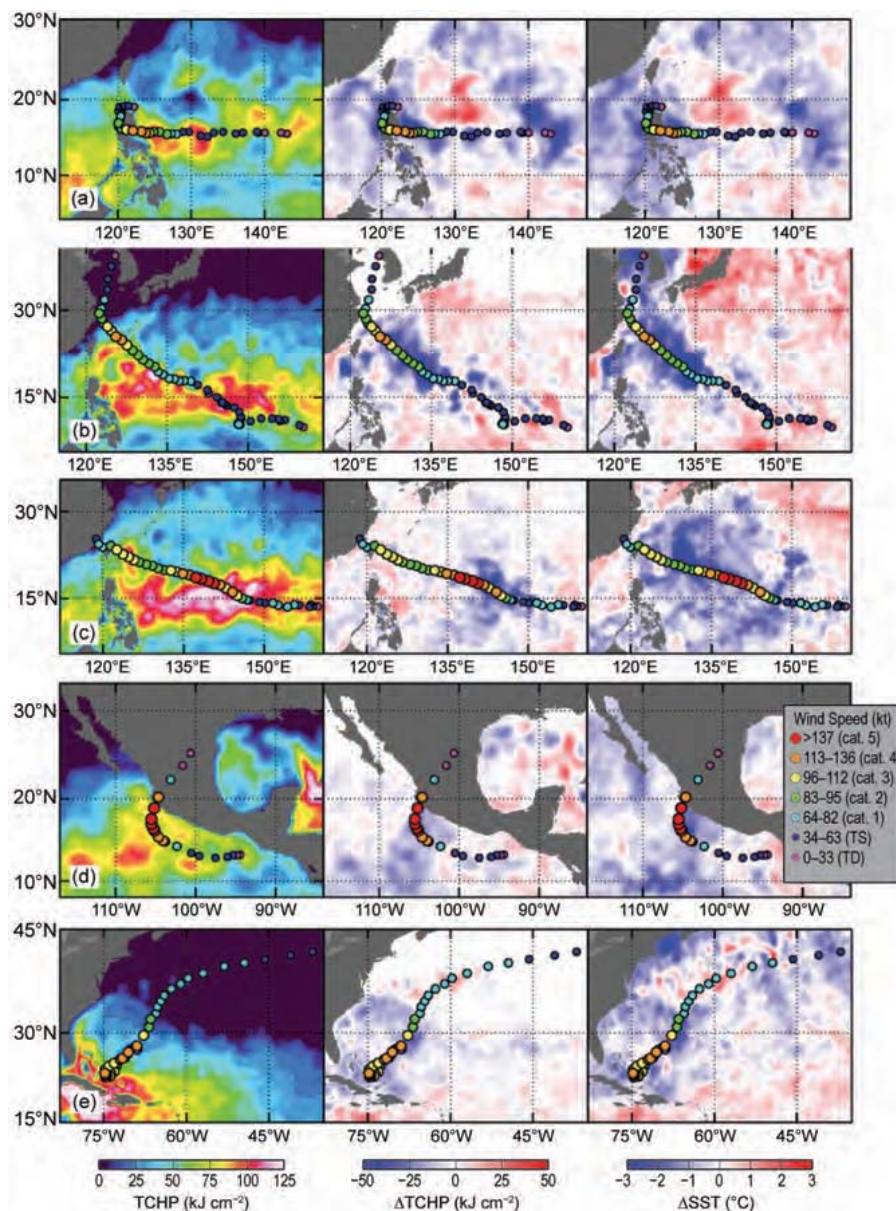 30°N
20°N
10°N
(a)
120°E 130°E 140°E 120°E 130°E 140°E 120°E 130°E 140°E
30°N
15°N
(b)
120°E 135°E 150°E 120°E 135°E 150°E 120°E 135°E 150°E
30°N
15°N
(c)
120°E 135°E 150°E 120°E 135°E 150°E 120°E 135°E 150°E
30°N
20°N
10°N
(d)
110°W 100°W 90°W 110°W 100°W 90°W 110°W 100°W 90°W
Wind Speed (kt)
>137 (cat. 5)
113–136 (cat. 4)
96–112 (cat. 3)
83–95 (cat. 2)
64-82 (cat. 1)
34–63 (TS)
0–33 (TD)
45°N
30°N
15°N
(e)
75°W 60°W 45°W 75°W 60°W 45°W 75°W 60°W 45°W
0 25 50 75 100 125 −50 −25 0 25 50 −3 −2 −1 0 1 2 3
TCHP ΔTCHP ΔSST (°C)
(kJ cm⁻²) (kJ cm⁻²)